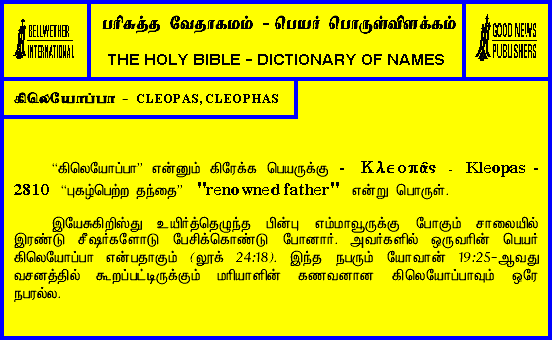 BELLWETHER
INTERNATIONAL
பரிசுத்த வேதாகமம் - பெயர் பொருள்விளக்கம்
THE HOLY BIBLE - DICTIONARY OF NAMES
GOOD NEWS
PUBLISHERS
கிலெயோப்பா - CLEOPAS, CLEOPHAS
“கிலெயோப்பா” என்னும் கிரேக்க பெயருக்கு - Κλεοπᾶς - Kleopas -
2810 “புகழ்பெற்ற தந்தை” "renowned father" என்று பொருள்.
இயேசுகிறிஸ்து உயிர்த்தெழுந்த பின்பு எம்மாவூருக்கு போகும் சாலையில்
இரண்டு சீஷர்களோடு பேசிக்கொண்டு போனார். அவர்களில் ஒருவரின் பெயர்
கிலெயோப்பா என்பதாகும் (லூக் 24:18). இந்த நபரும் யோவான் 19:25-ஆவது
வசனத்தில் கூறப்பட்டிருக்கும் மரியாளின் கணவனான கிலெயோப்பாவும் ஒரே
நபரல்ல.